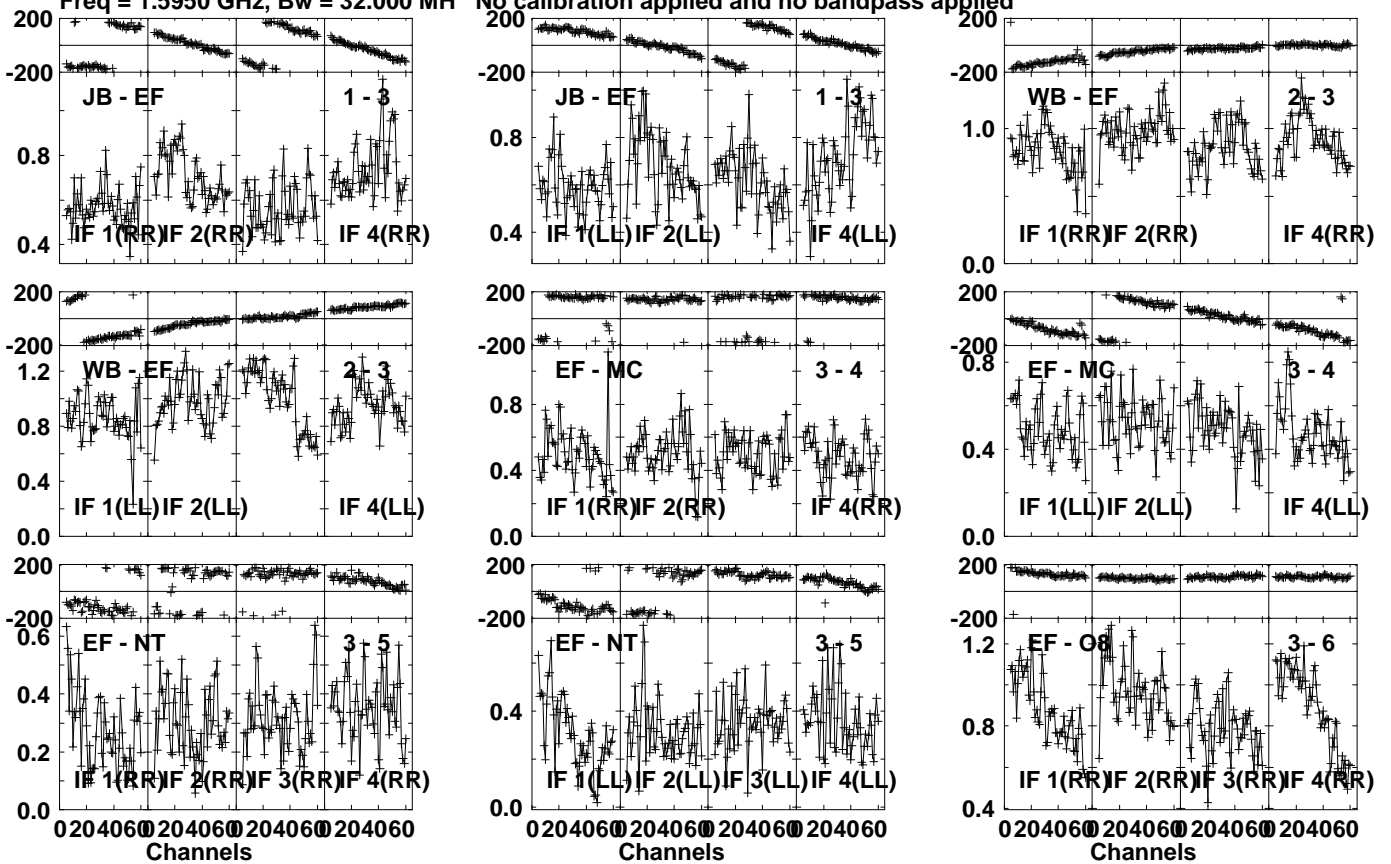 Freq = 1.5950 GHz, Bw = 32.000 MH No calibration applied and no bandpass applied
200
-200
JB - EF 1 - 3
0.8
0.4
IF 1(RR) IF 2(RR) IF 4(RR)
JB - EF 1 - 3
0.8
0.4
IF 1(LL) IF 2(LL) IF 4(LL)
200
-200
WB - EF 2 - 3
1.0
0.0
IF 1(RR) IF 2(RR) IF 4(RR)
200
-200
WB - EF 2 - 3
1.2
0.8
0.4
0.0
IF 1(LL) IF 2(LL) IF 4(LL)
EF - MC 3 - 4
0.8
0.4
0.0
IF 1(RR) IF 2(RR) IF 4(RR)
200
-200
EF - MC 3 - 4
0.8
0.4
0.0
IF 1(LL) IF 2(LL) IF 4(LL)
200
-200
EF - NT 3 - 5
0.6
0.4
0.2
0.0
IF 1(RR) IF 2(RR) IF 3(RR) IF 4(RR)
0 20 40 60 0 20 40 60 0 20 40 60 0 20 40 60
Channels
EF - NT 3 - 5
0.4
0.0
IF 1(LL) IF 2(LL) IF 3(LL) IF 4(LL)
0 20 40 60 0 20 40 60 0 20 40 60 0 20 40 60
Channels
200
-200
EF - O8 3 - 6
1.2
0.8
0.4
IF 1(RR) IF 2(RR) IF 3(RR) IF 4(RR)
0 20 40 60 0 20 40 60 0 20 40 60 0 20 40 60
Channels